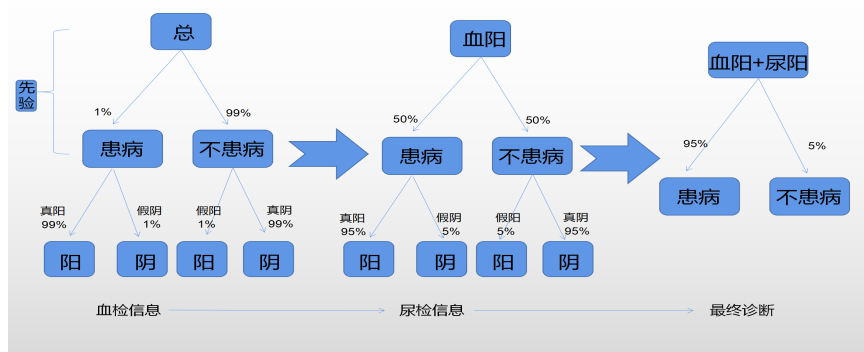 总
血阳
血阳+尿阳
先
验
1%
99%
50%
50%
95%
5%
患病
不患病
患病
不患病
患病
不患病
真阳
99%
假阴
1%
假阳
1%
真阴
99%
真阳
95%
假阴
5%
假阳
5%
真阴
95%
阳
阴
阳
阴
阳
阴
阳
阴
血检信息
尿检信息
最终诊断